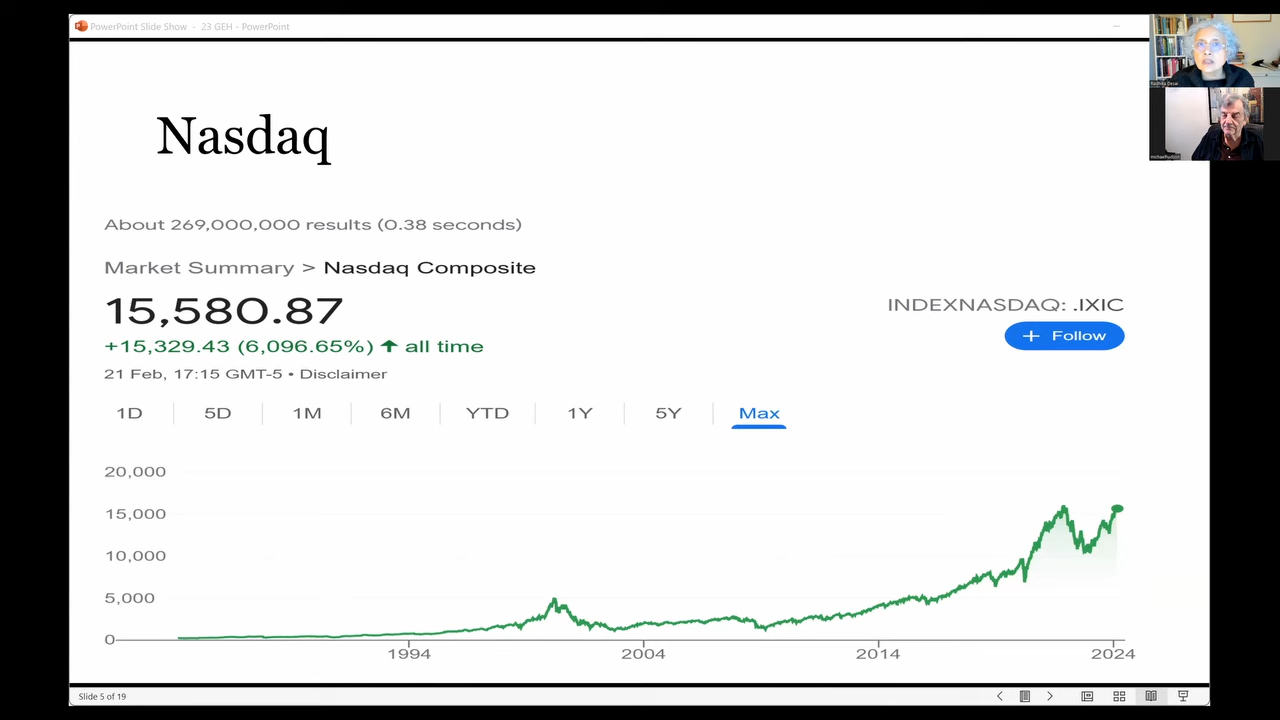 PowerPoint Slide Show - 23 GEH - PowerPoint
Nasdaq
About 269,000,000 results (0.38 seconds)
Market Summary > Nasdaq Composite
15,580.87
INDEXNASDAQ: .IXIC
+15,329.43 (6,096.65%) ↑ all time
+ Follow
21 Feb, 17:15 GMT-5 • Disclaimer
1D 5D 1M 6M YTD 1Y 5Y Max
20,000
15,000
10,000
5,000
0
1994 2004 2014 2024
Slide 5 of 19
Radhika Desai